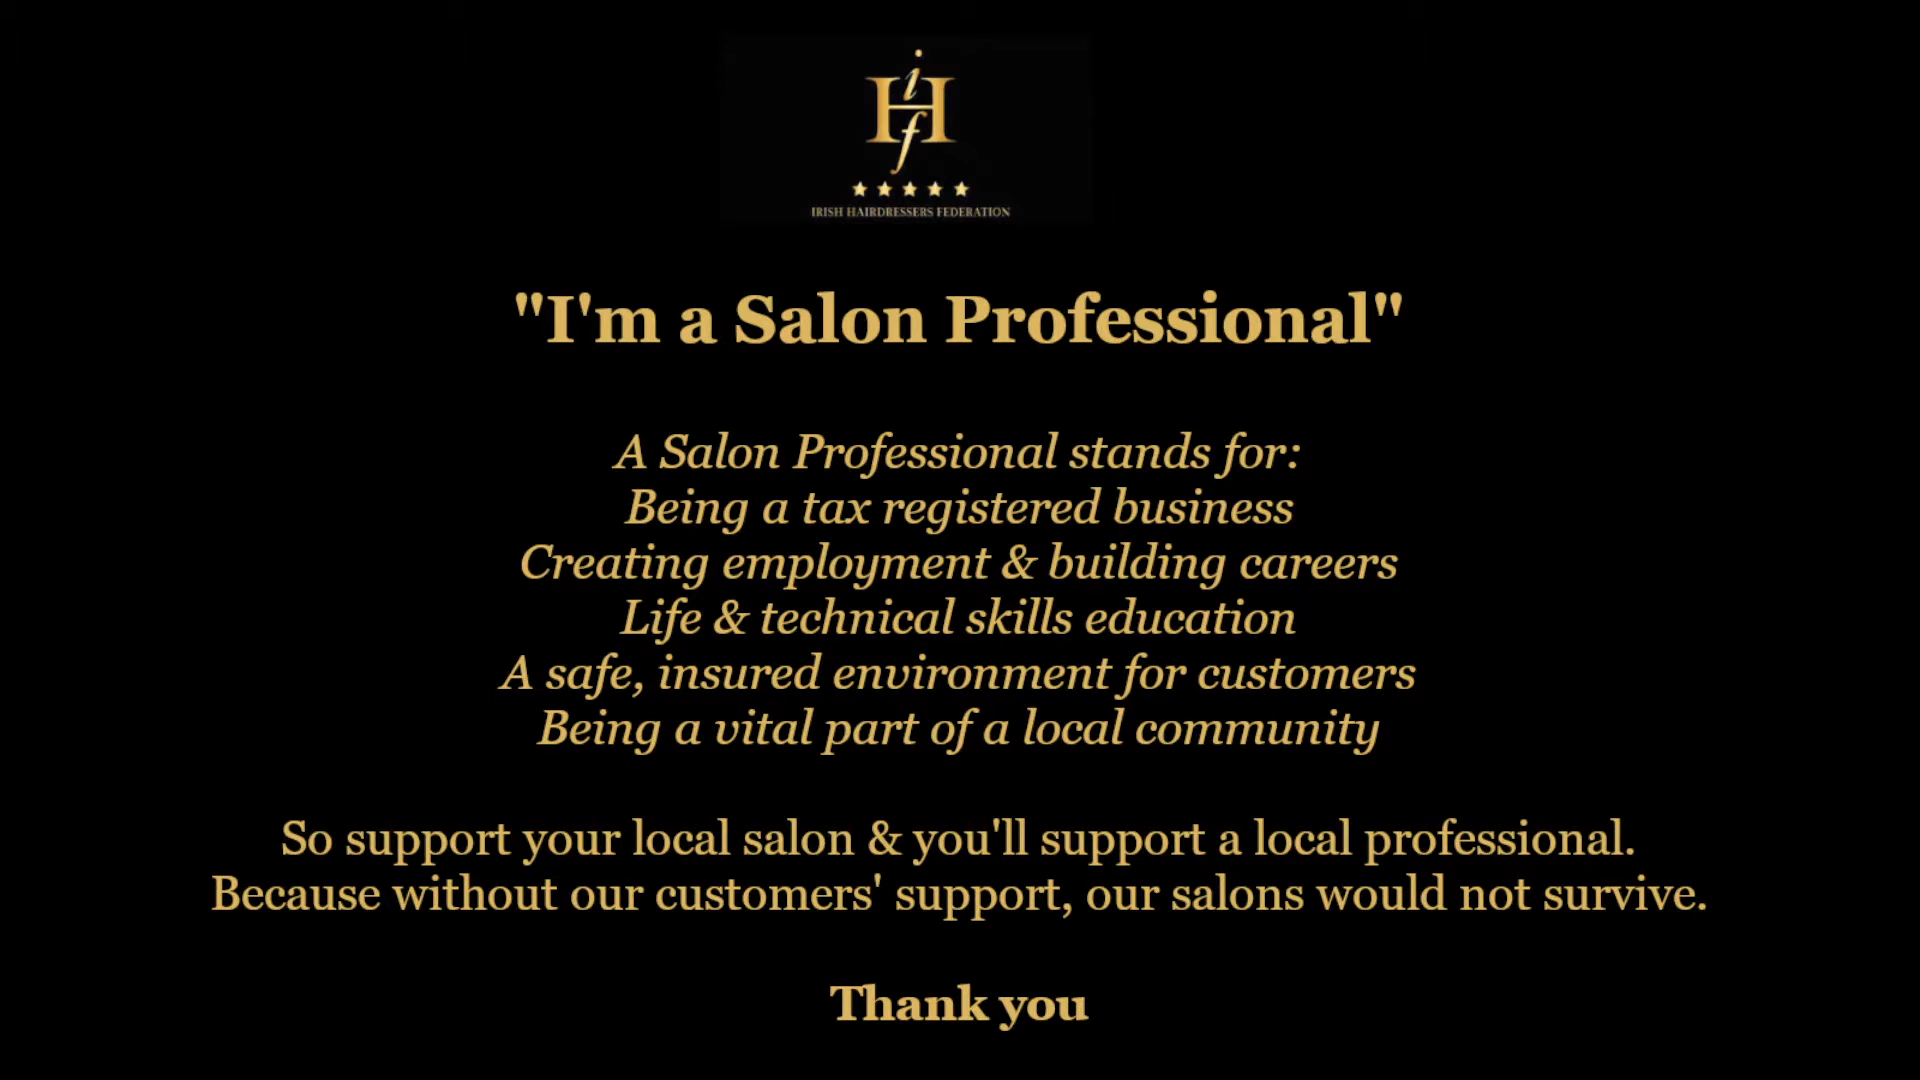 iHf
IRISH HAIRDRESSERS FEDERATION
"I'm a Salon Professional"
A Salon Professional stands for:
Being a tax registered business
Creating employment & building careers
Life & technical skills education
A safe, insured environment for customers
Being a vital part of a local community
So support your local salon & you'll support a local professional.
Because without our customers' support, our salons would not survive.
Thank you